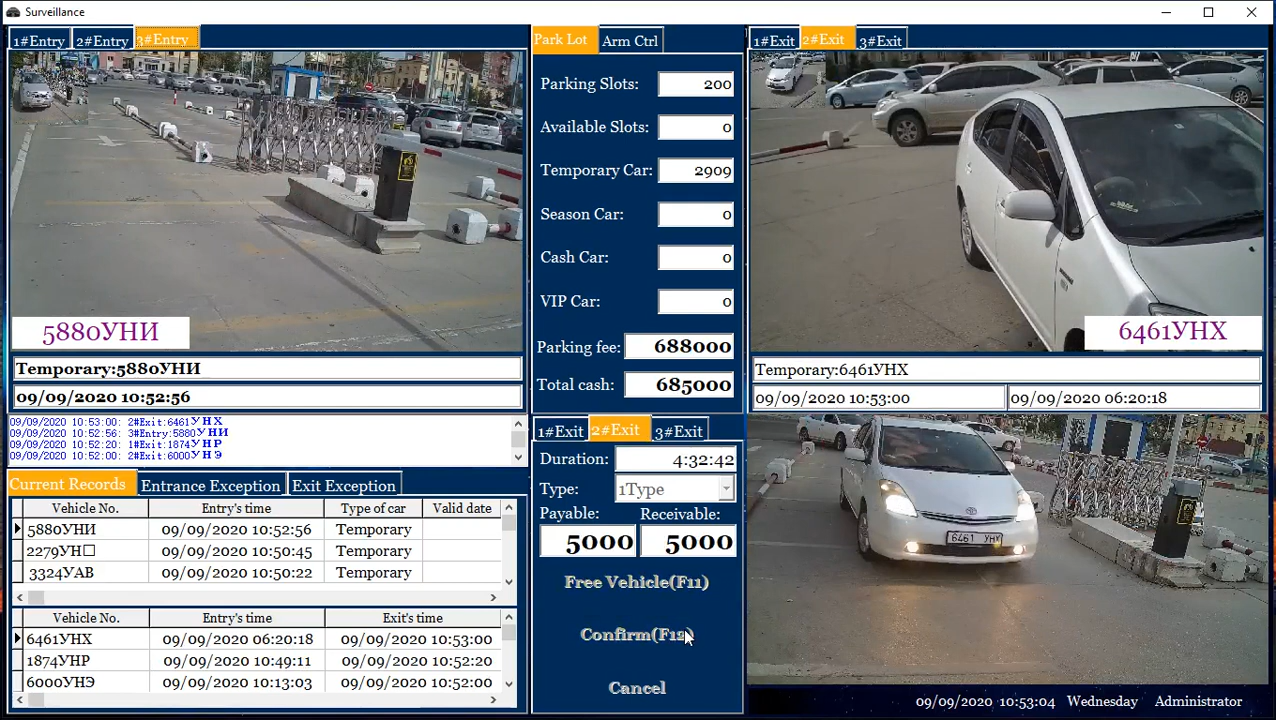 Surveillance
1#Entry 2#Entry 3#Entry
5880УНИ
Temporary:5880УНИ
09/09/2020 10:52:56
09/09/2020 10:53:00: 2#Exit:6461УНХ
09/09/2020 10:52:56: 3#Entry:5880УНИ
09/09/2020 10:52:20: 1#Exit:1874УНР
09/09/2020 10:52:00: 2#Exit:6000УНЭ
Current Records Entrance Exception Exit Exception
Vehicle No. Entry's time Type of car Valid date
5880УНИ 09/09/2020 10:52:56 Temporary
2279УН□ 09/09/2020 10:50:45 Temporary
3324УАВ 09/09/2020 10:50:22 Temporary
Vehicle No. Entry's time Exit's time
6461УНХ 09/09/2020 06:20:18 09/09/2020 10:53:00
1874УНР 09/09/2020 10:49:11 09/09/2020 10:52:20
6000УНЭ 09/09/2020 10:13:03 09/09/2020 10:52:00
Park Lot Arm Ctrl
Parking Slots: 200
Available Slots: 0
Temporary Car: 2909
Season Car: 0
Cash Car: 0
VIP Car: 0
Parking fee: 688000
Total cash: 685000
1#Exit 2#Exit 3#Exit
Duration: 4:32:42
Type: 1Type
Payable: Receivable:
5000 5000
Free Vehicle(F11)
Confirm(F12)
Cancel
1#Exit 2#Exit 3#Exit
6461УНХ
Temporary:6461УНХ
09/09/2020 10:53:00 09/09/2020 06:20:18
6461 УНХ
09/09/2020 10:53:04 Wednesday Administrator